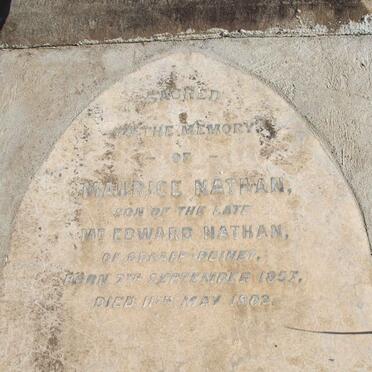 SACRED
TO THE MEMORY
- OF -
MAURICE NATHAN,
SON OF THE LATE
MR EDWARD NATHAN,
OF GRAAFF-REINET,
BORN 7TH SEPTEMBER 1857,
DIED 11TH MAY 1902.